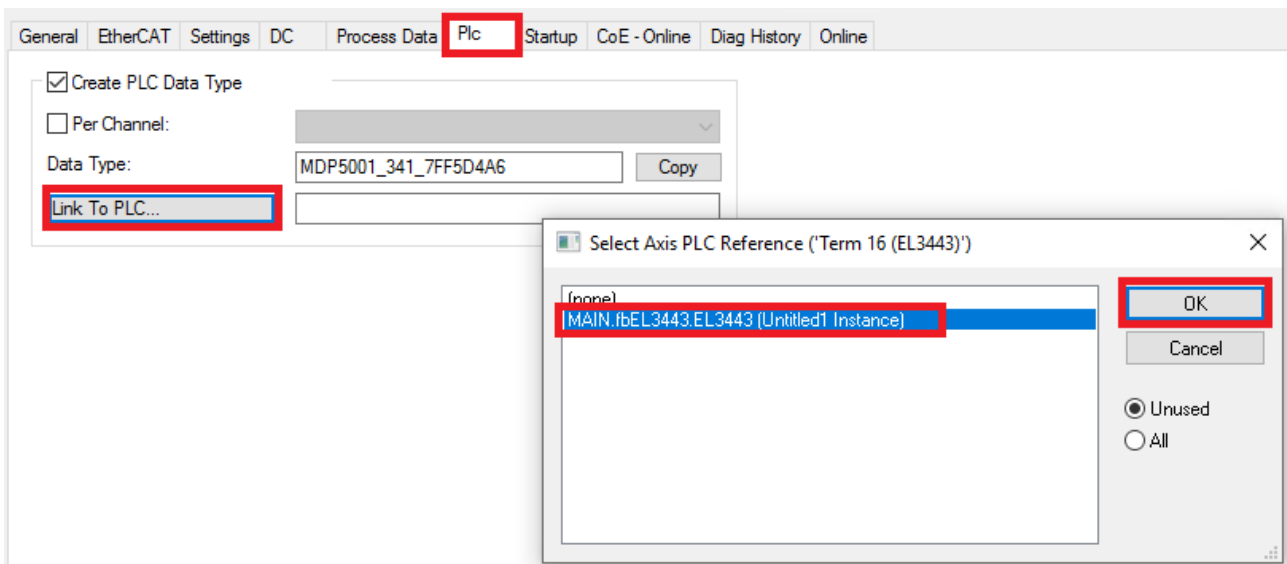 General EtherCAT Settings DC Process Data Plc Startup CoE - Online Diag History Online
Create PLC Data Type
Per Channel:
Data Type: MDP5001_341_7FF5D4A6 Copy
Link To PLC...
Select Axis PLC Reference ('Term 16 (EL3443)')
(none)
MAIN.fbEL3443.EL3443 (Untitled1 Instance)
OK
Cancel
Unused
All